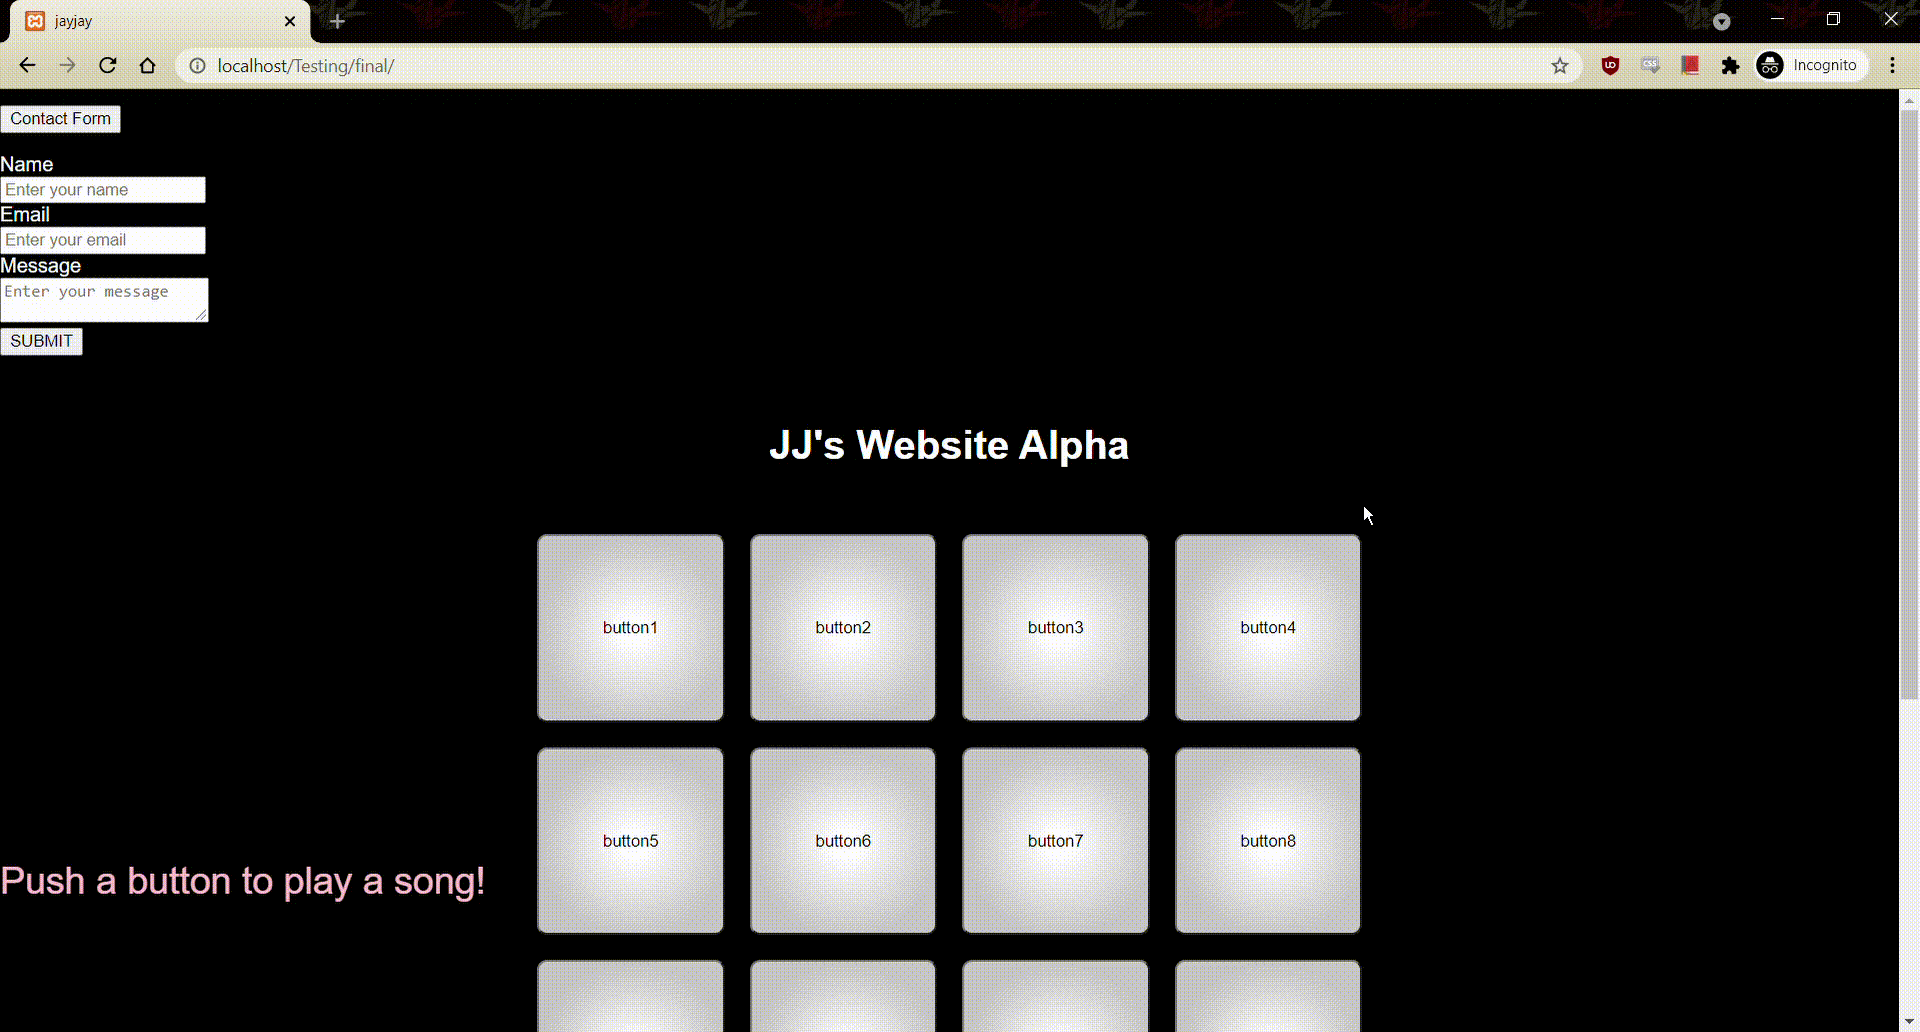 jayjay
localhost/Testing/final/
CSS
Incognito
Contact Form
Name
Enter your name
Email
Enter your email
Message
Enter your message
SUBMIT
JJ's Website Alpha
button1 button2 button3 button4
button5 button6 button7 button8
Push a button to play a song!